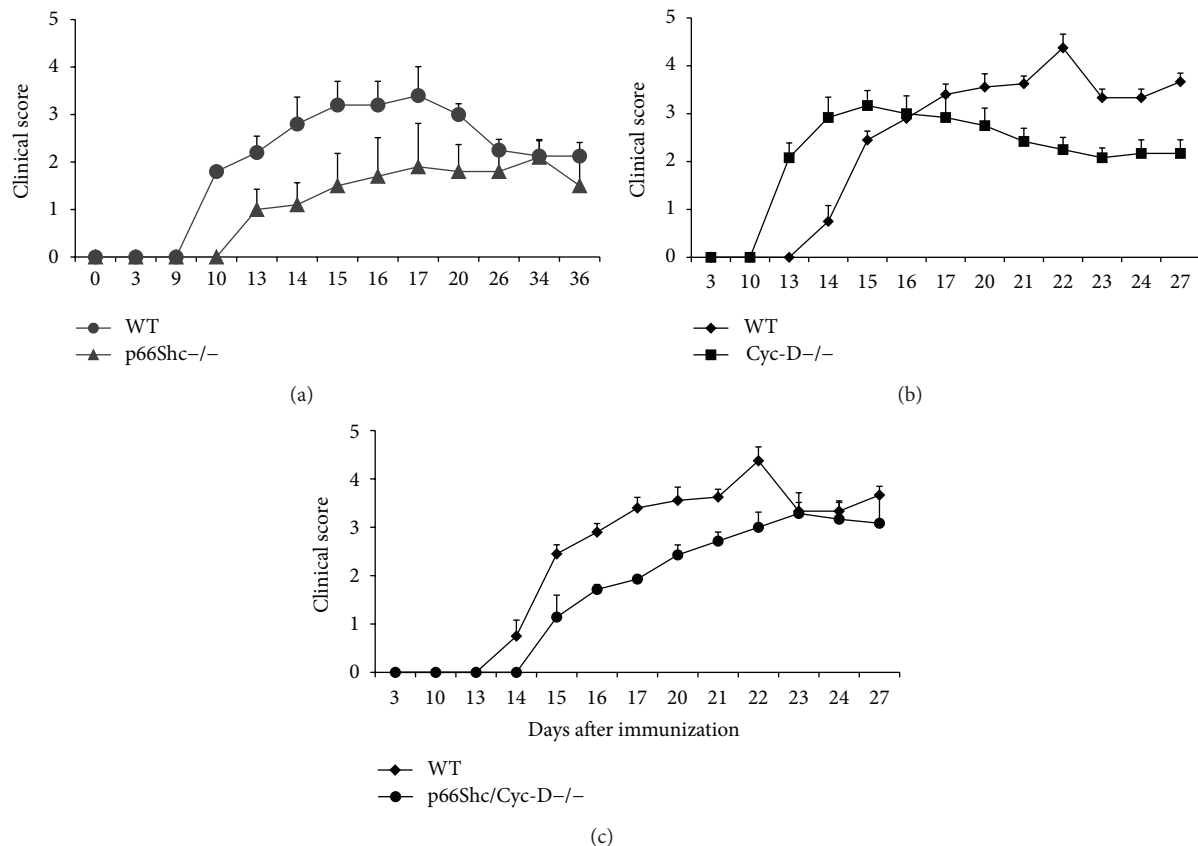 5
4
3
2
1
0
Clinical score
0 3 9 10 13 14 15 16 17 20 26 34 36
WT
p66Shc−/−
(a)
5
4
3
2
1
0
Clinical score
3 10 13 14 15 16 17 20 21 22 23 24 27
WT
Cyc-D−/−
(b)
5
4
3
2
1
0
Clinical score
3 10 13 14 15 16 17 20 21 22 23 24 27
Days after immunization
WT
p66Shc/Cyc-D−/−
(c)